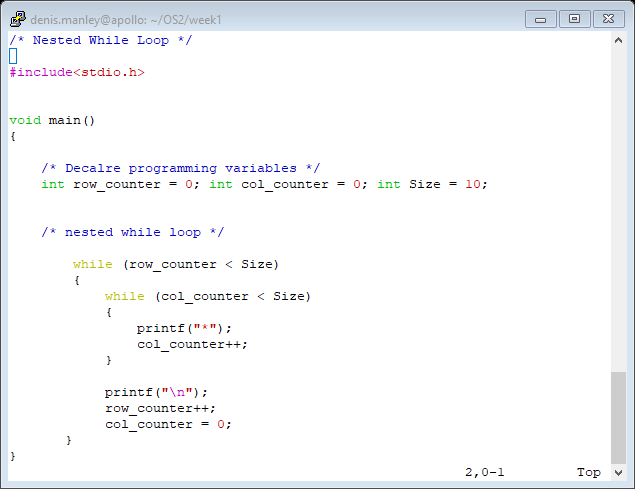 denis.manley@apollo: ~/OS2/week1
/* Nested While Loop */
#include<stdio.h>
void main()
{
/* Decalre programming variables */
int row_counter = 0; int col_counter = 0; int Size = 10;
/* nested while loop */
while (row_counter < Size)
{
while (col_counter < Size)
{
printf("*");
col_counter++;
}
printf("\n");
row_counter++;
col_counter = 0;
}
}
2,0-1 Top